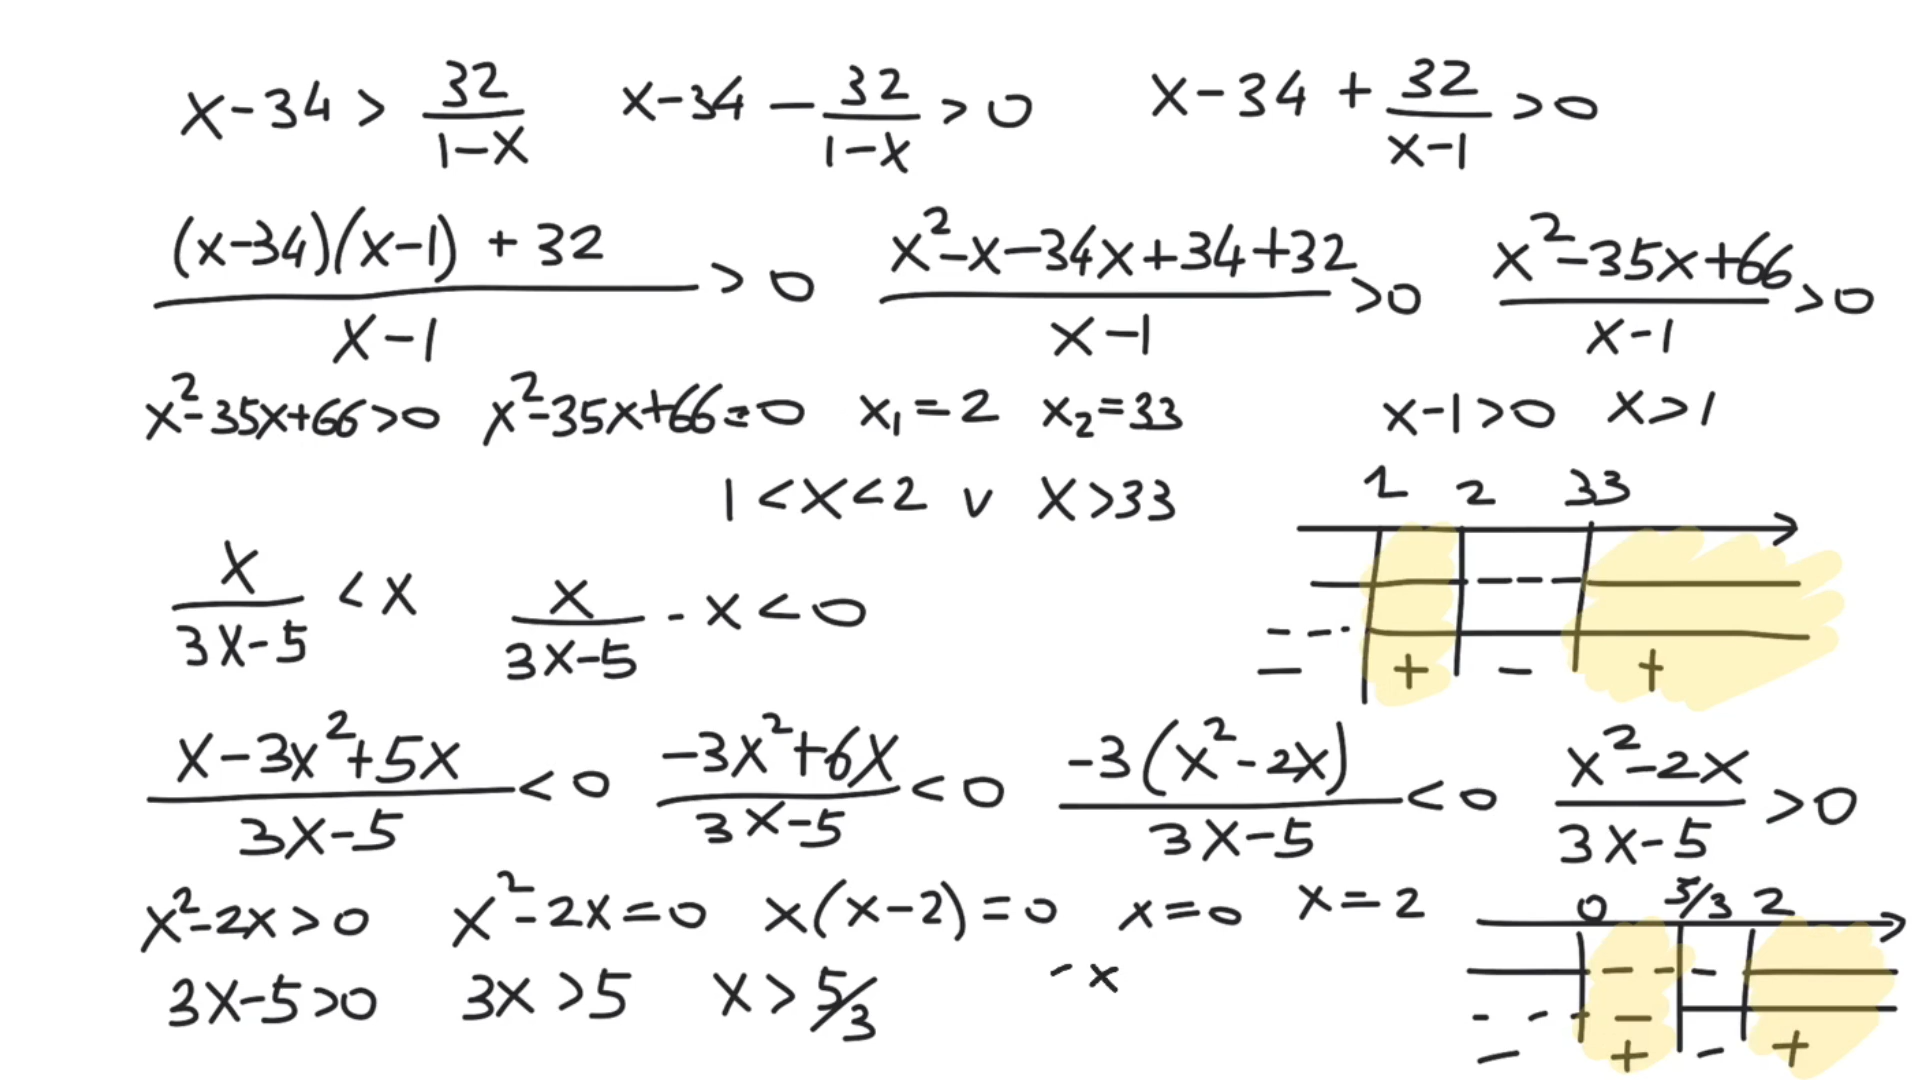 x-34 > 32/(1-x)   x-34 - 32/(1-x) > 0   x-34 + 32/(x-1) > 0
((x-34)(x-1) + 32)/(x-1) > 0   (x²-x-34x+34+32)/(x-1) > 0   (x²-35x+66)/(x-1) > 0
x²-35x+66>0   x²-35x+66=0   x₁=2   x₂=33   x-1>0   x>1
1<x<2 v x>33
1 2 33
- + - +
x/(3x-5) < x   x/(3x-5) - x < 0
(x-3x²+5x)/(3x-5) < 0   (-3x²+6x)/(3x-5) < 0   -3(x²-2x)/(3x-5) < 0   (x²-2x)/(3x-5) > 0
x²-2x>0   x²-2x=0   x(x-2)=0   x=0   x=2
0 5/3 2
3x-5>0   3x>5   x>5/3   -x
- + - +